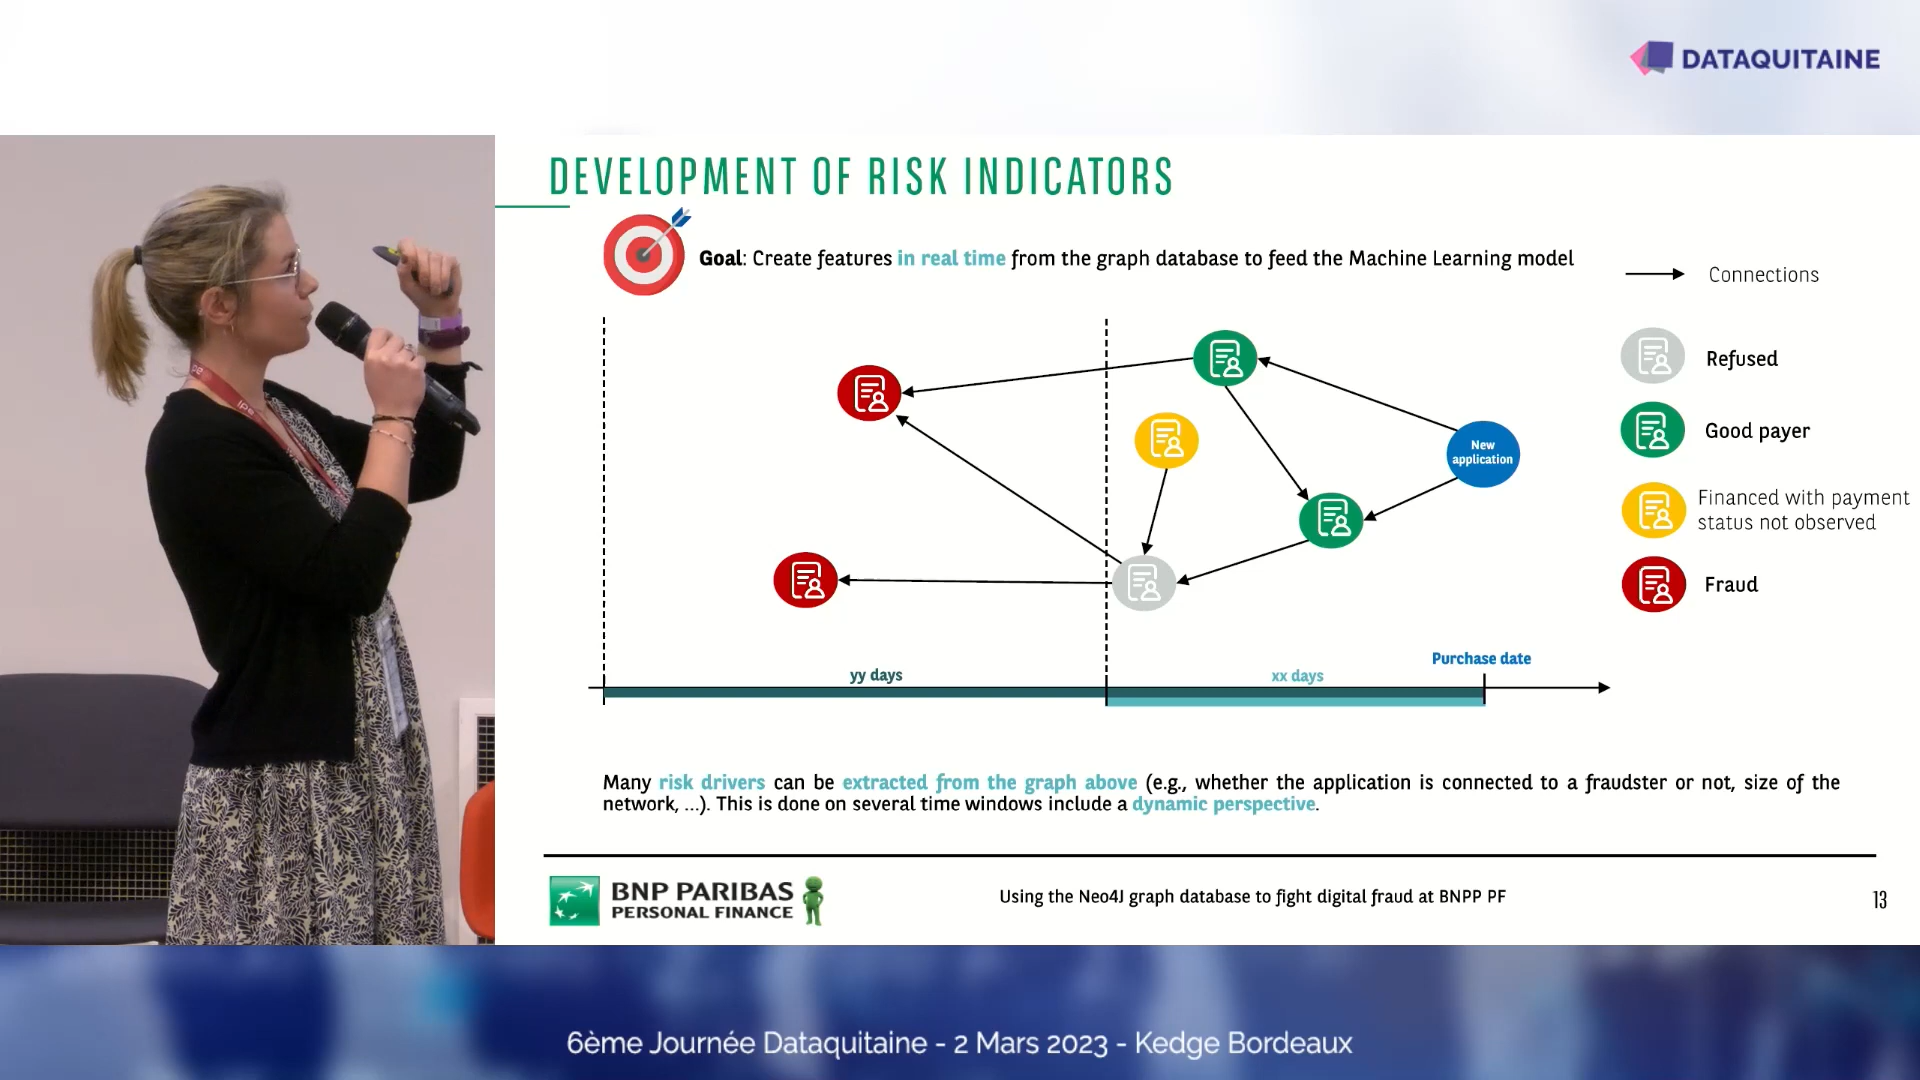 DATAQUITAINE
DEVELOPMENT OF RISK INDICATORS
Goal: Create features in real time from the graph database to feed the Machine Learning model
Connections
Refused
Good payer
Financed with payment
status not observed
Fraud
New
application
Purchase date
yy days
xx days
Many risk drivers can be extracted from the graph above (e.g., whether the application is connected to a fraudster or not, size of the
network, ...). This is done on several time windows include a dynamic perspective.
BNP PARIBAS
PERSONAL FINANCE
Using the Neo4J graph database to fight digital fraud at BNPP PF
13
6ème Journée Dataquitaine - 2 Mars 2023 - Kedge Bordeaux